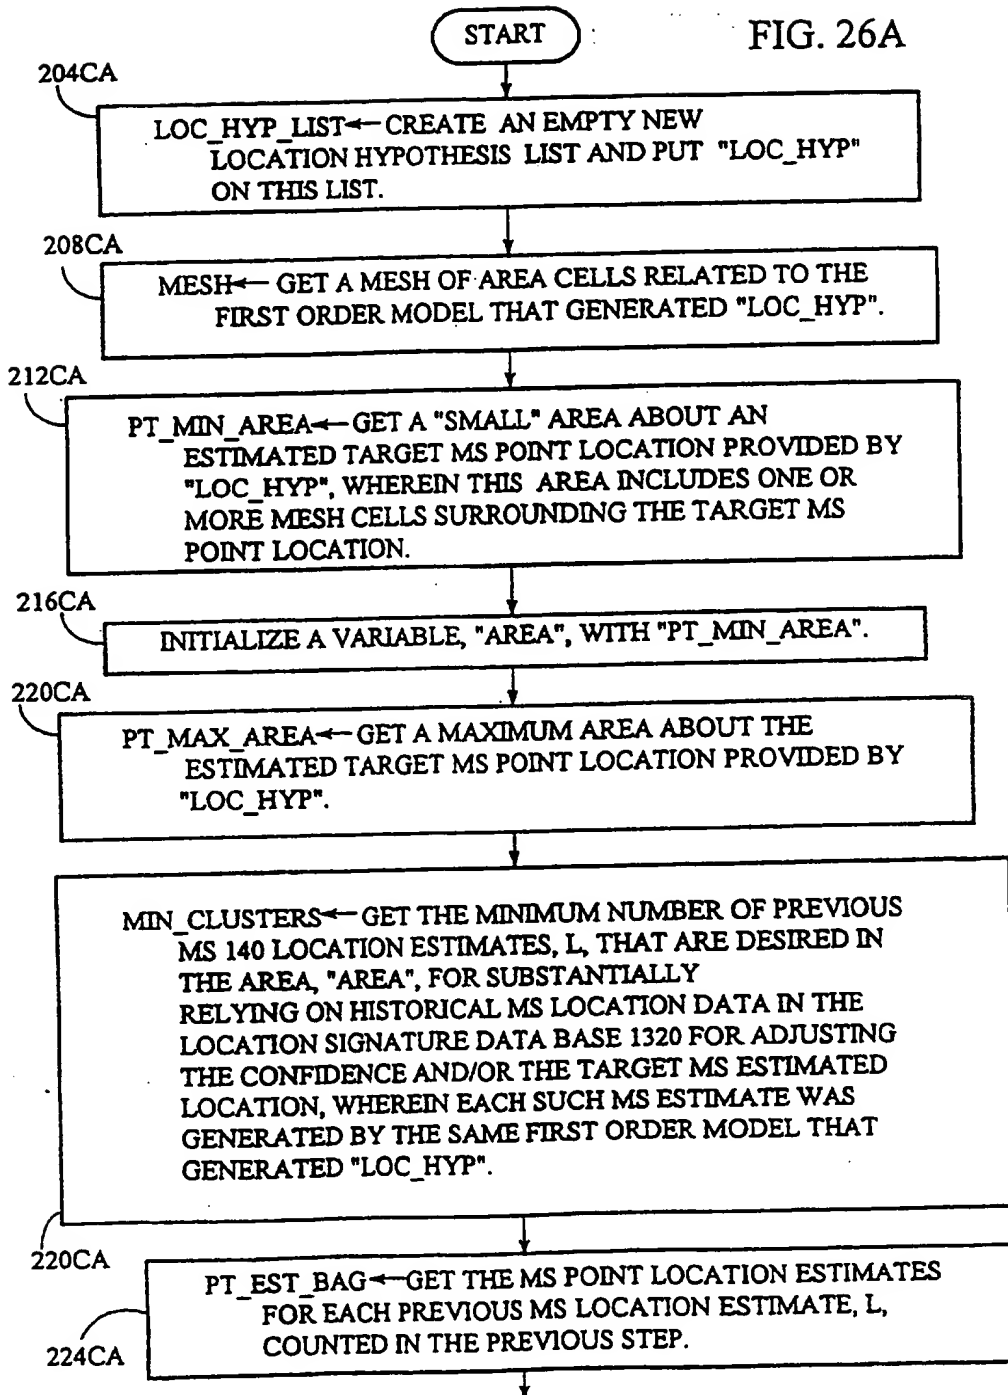 START
FIG. 26A
204CA
LOC_HYP_LIST← CREATE AN EMPTY NEW
LOCATION HYPOTHESIS LIST AND PUT "LOC_HYP"
ON THIS LIST.
208CA
MESH← GET A MESH OF AREA CELLS RELATED TO THE
FIRST ORDER MODEL THAT GENERATED "LOC_HYP".
212CA
PT_MIN_AREA← GET A "SMALL" AREA ABOUT AN
ESTIMATED TARGET MS POINT LOCATION PROVIDED BY
"LOC_HYP", WHEREIN THIS AREA INCLUDES ONE OR
MORE MESH CELLS SURROUNDING THE TARGET MS
POINT LOCATION.
216CA
INITIALIZE A VARIABLE, "AREA", WITH "PT_MIN_AREA".
220CA
PT_MAX_AREA← GET A MAXIMUM AREA ABOUT THE
ESTIMATED TARGET MS POINT LOCATION PROVIDED BY
"LOC_HYP".
MIN_CLUSTERS← GET THE MINIMUM NUMBER OF PREVIOUS
MS 140 LOCATION ESTIMATES, L, THAT ARE DESIRED IN
THE AREA, "AREA", FOR SUBSTANTIALLY
RELYING ON HISTORICAL MS LOCATION DATA IN THE
LOCATION SIGNATURE DATA BASE 1320 FOR ADJUSTING
THE CONFIDENCE AND/OR THE TARGET MS ESTIMATED
LOCATION, WHEREIN EACH SUCH MS ESTIMATE WAS
GENERATED BY THE SAME FIRST ORDER MODEL THAT
GENERATED "LOC_HYP".
220CA
PT_EST_BAG← GET THE MS POINT LOCATION ESTIMATES
FOR EACH PREVIOUS MS LOCATION ESTIMATE, L,
COUNTED IN THE PREVIOUS STEP.
224CA